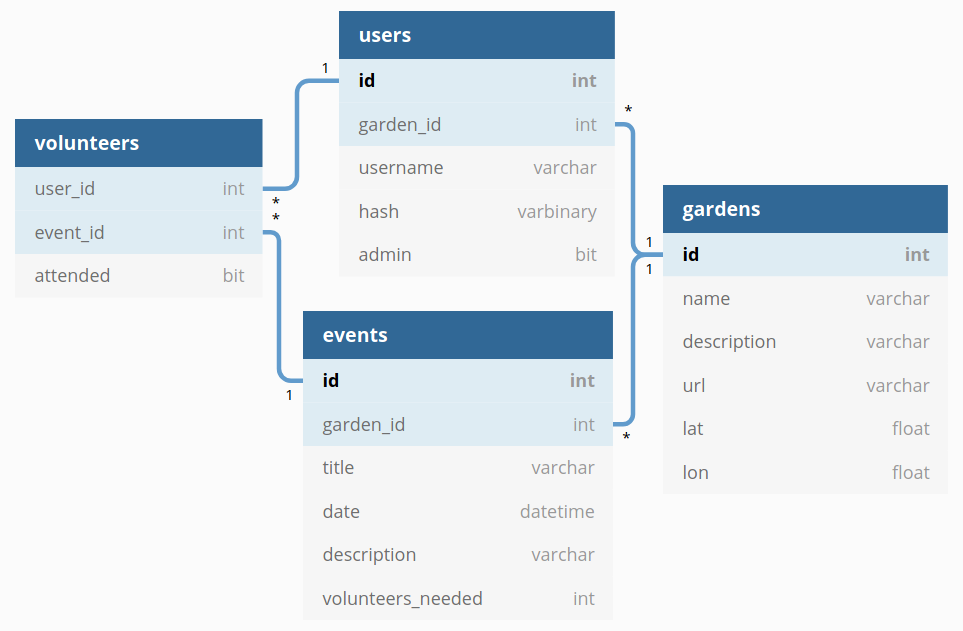 users
id int
garden_id int
username varchar
hash varbinary
admin bit
volunteers
user_id int
event_id int
attended bit
gardens
id int
name varchar
description varchar
url varchar
lat float
lon float
events
id int
garden_id int
title varchar
date datetime
description varchar
volunteers_needed int
1
*
*
1
*
1
1
*